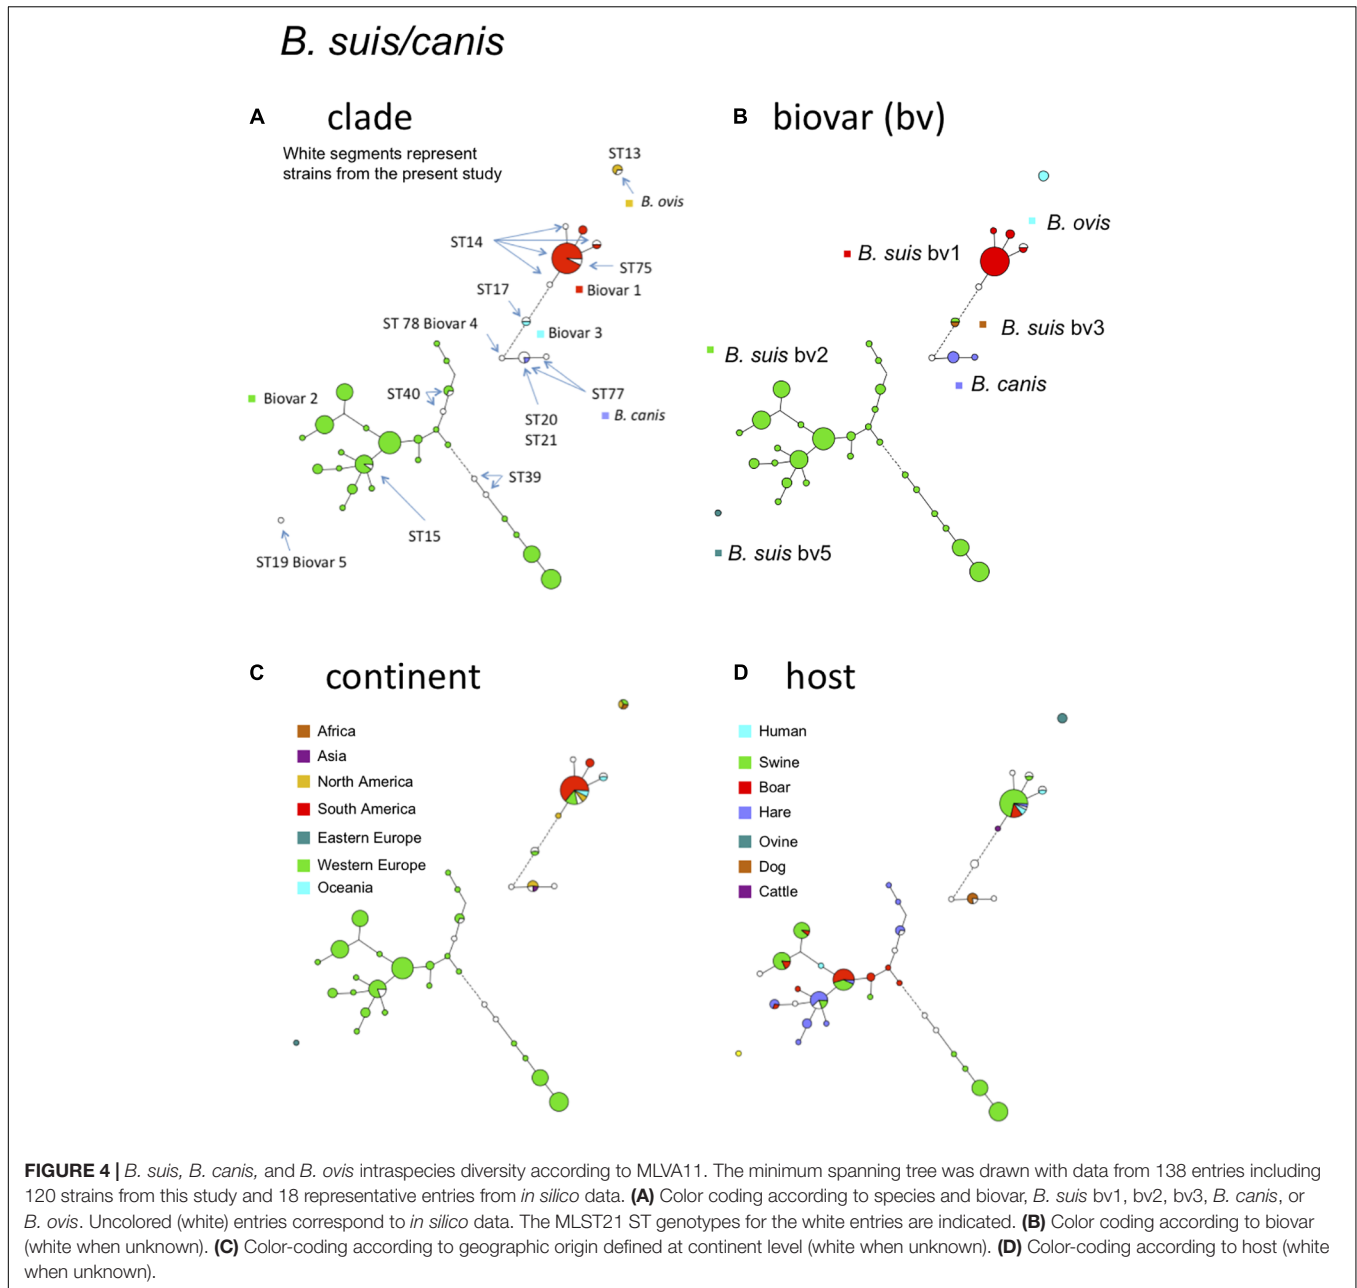 B. suis/canis
A clade
White segments represent
strains from the present study
ST13
B. ovis
ST14
ST75
Biovar 1
ST17
Biovar 3
ST 78 Biovar 4
ST40
Biovar 2
ST77
B. canis
ST20
ST21
ST39
ST15
ST19 Biovar 5
B biovar (bv)
B. ovis
B. suis bv1
B. suis bv3
B. suis bv2
B. canis
B. suis bv5
C continent
Africa
Asia
North America
South America
Eastern Europe
Western Europe
Oceania
D host
Human
Swine
Boar
Hare
Ovine
Dog
Cattle
FIGURE 4 | B. suis, B. canis, and B. ovis intraspecies diversity according to MLVA11. The minimum spanning tree was drawn with data from 138 entries including
120 strains from this study and 18 representative entries from in silico data. (A) Color coding according to species and biovar, B. suis bv1, bv2, bv3, B. canis, or
B. ovis. Uncolored (white) entries correspond to in silico data. The MLST21 ST genotypes for the white entries are indicated. (B) Color coding according to biovar
(white when unknown). (C) Color-coding according to geographic origin defined at continent level (white when unknown). (D) Color-coding according to host (white
when unknown).